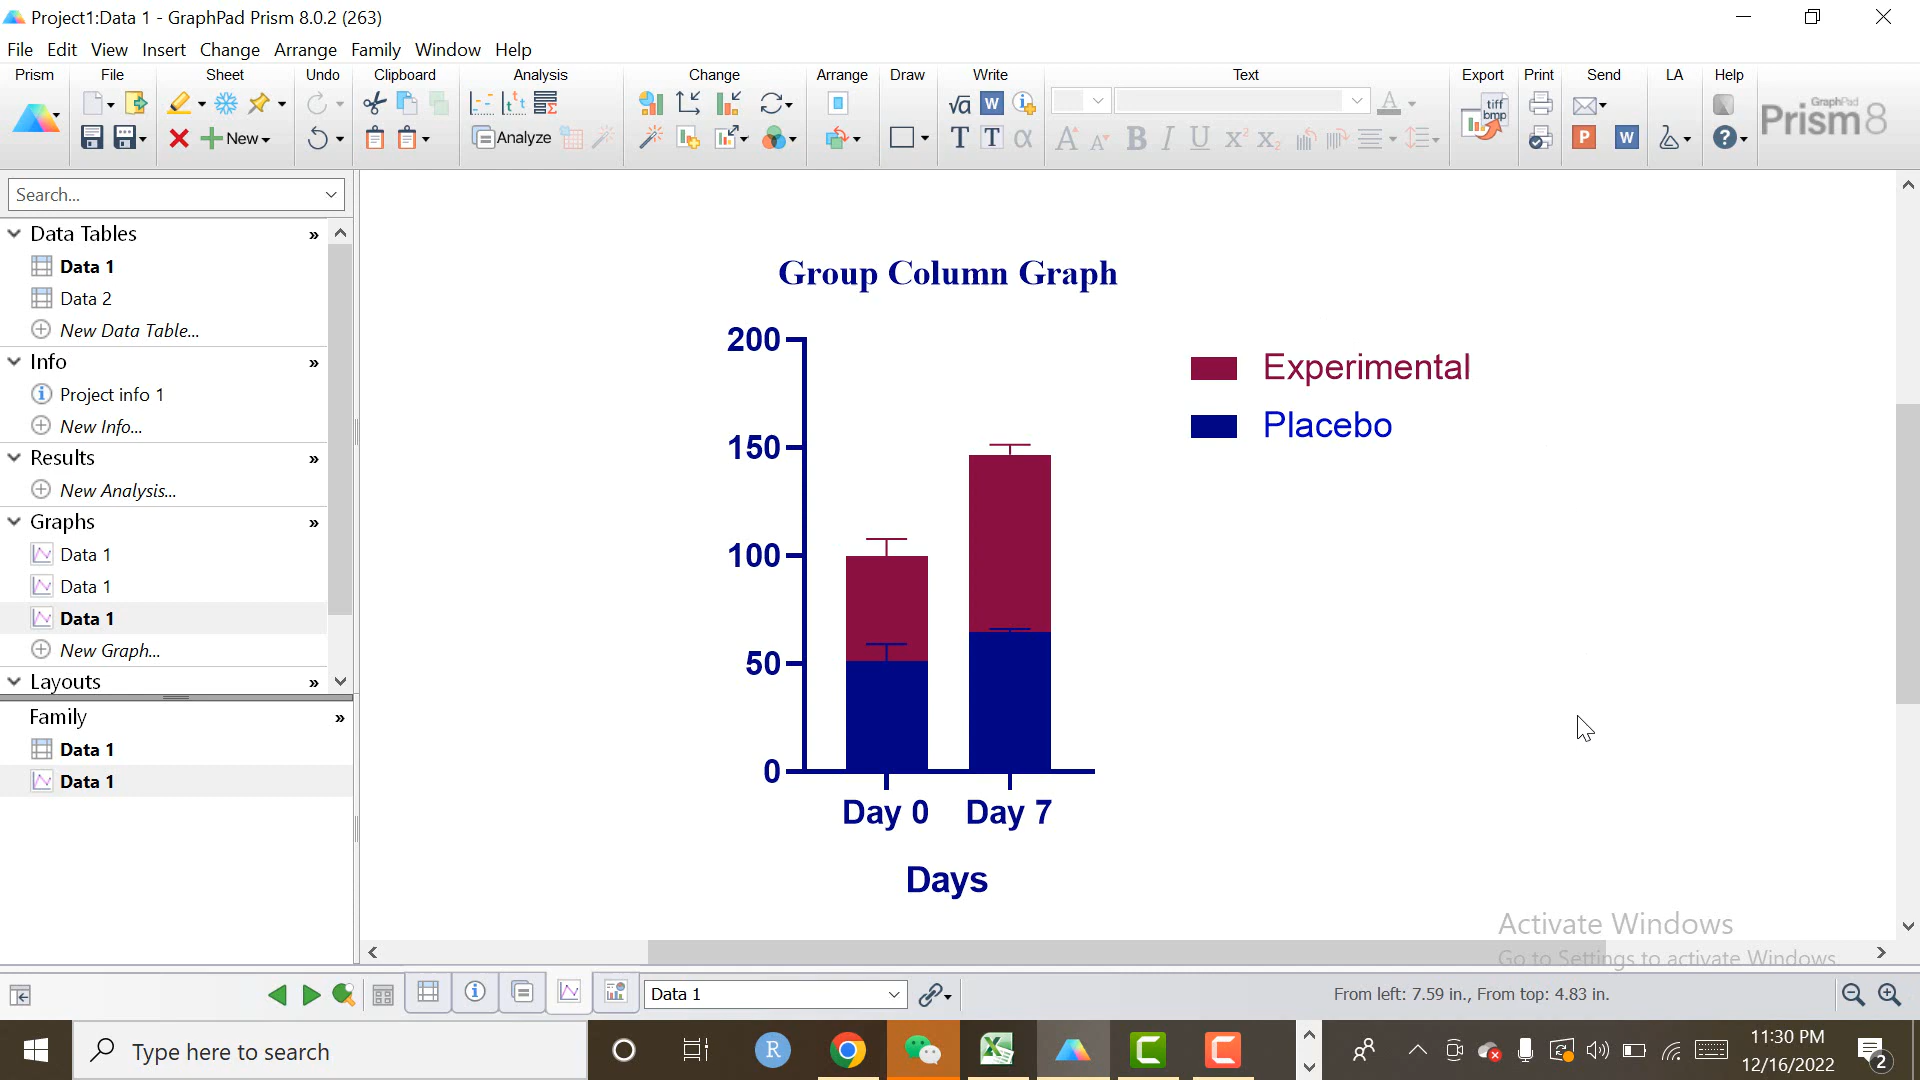 Project1:Data 1 - GraphPad Prism 8.0.2 (263)
File Edit View Insert Change Arrange Family Window Help
Prism File Sheet Undo Clipboard Analysis Change Arrange Draw Write Text Export Print Send LA Help
tiff
bmp
GraphPad
Prism 8
New
Analyze
Search...
Data Tables
Data 1
Data 2
New Data Table...
Info
Project info 1
New Info...
Results
New Analysis...
Graphs
Data 1
Data 1
Data 1
New Graph...
Layouts
Family
Data 1
Data 1
Group Column Graph
200
150
100
50
0
Day 0 Day 7
Days
Experimental
Placebo
Activate Windows
Go to Settings to activate Windows.
Data 1
From left: 7.59 in., From top: 4.83 in.
Type here to search
11:30 PM
12/16/2022
2